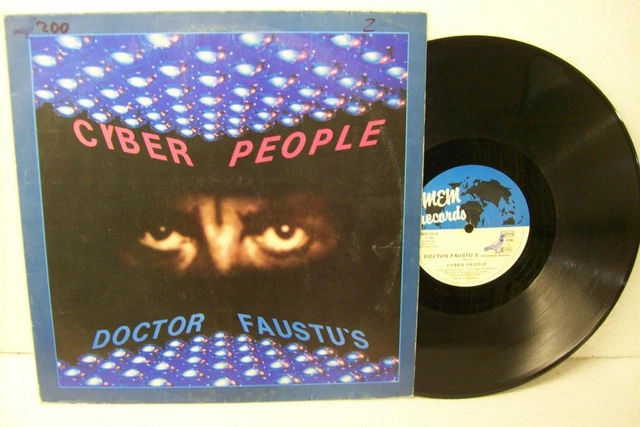 200
2
CYBER PEOPLE
DOCTOR FAUSTU'S
MEM
records
DOCTOR FAUSTU'S
CYBER PEOPLE